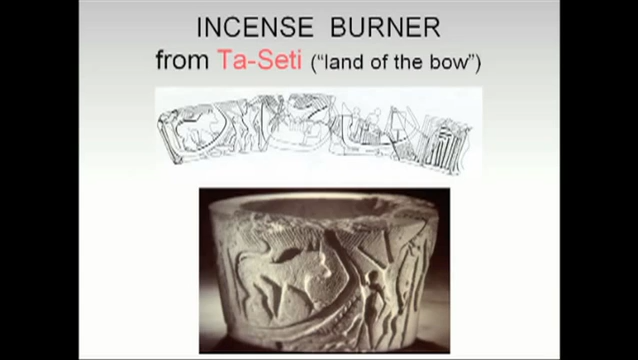 INCENSE BURNER
from Ta-Seti ("land of the bow")